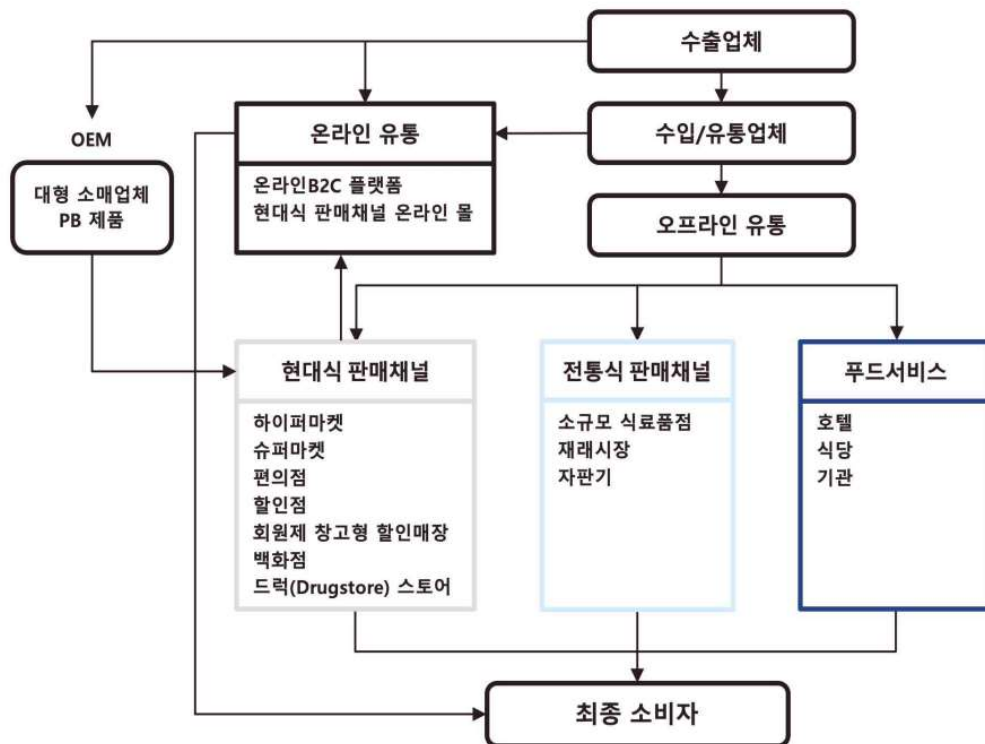 수출업체
OEM
온라인 유통
수입/유통업체
대형 소매업체
PB 제품
온라인B2C 플랫폼
현대식 판매채널 온라인 몰
오프라인 유통
현대식 판매채널
하이퍼마켓
슈퍼마켓
편의점
할인점
회원제 창고형 할인매장
백화점
드럭(Drugstore) 스토어
전통식 판매채널
소규모 식료품점
재래시장
자판기
푸드서비스
호텔
식당
기관
최종 소비자